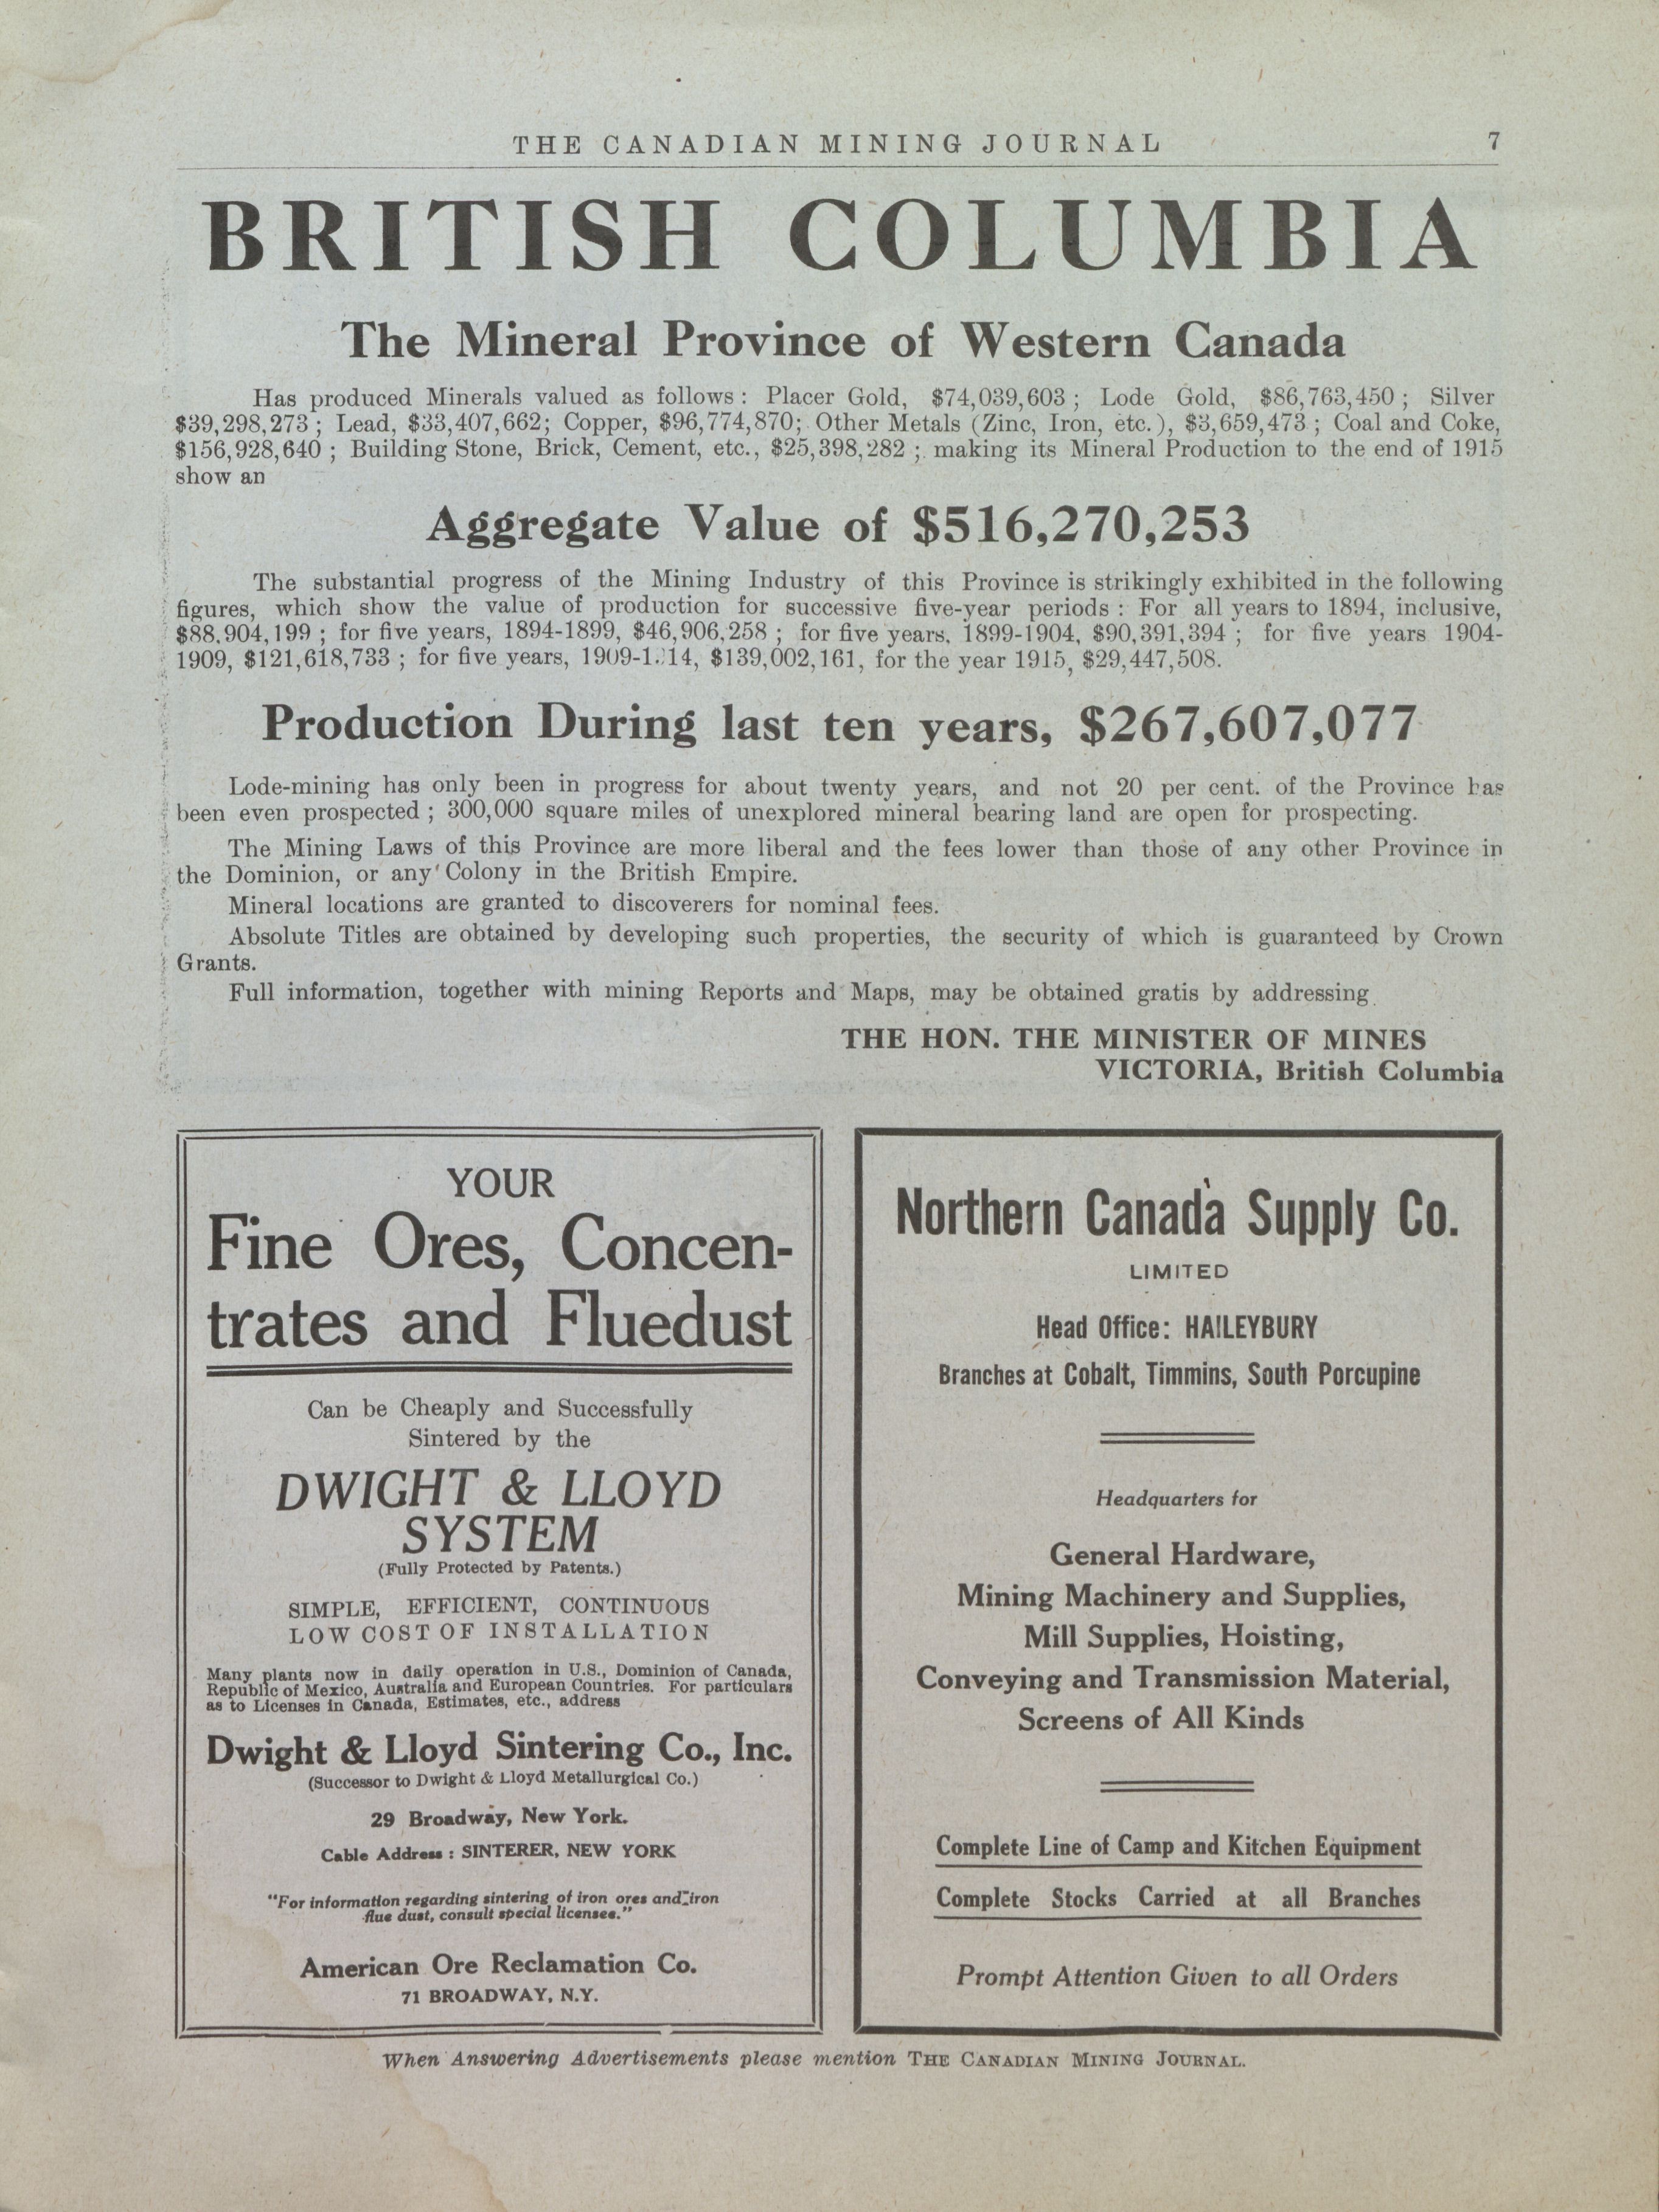 THE CANADIAN MINING JOURNAL 7
BRITISH COLUMBIA
The Mineral Province of Western Canada
Has produced Minerals valued as follows : Placer Gold, $74,039,603 ; Lode Gold, $86,763,450 ; Silver
$39,298,273 ; Lead, $33,407,662; Copper, $96,774,870; Other Metals (Zinc, Iron, etc.), $3,659,473 ; Coal and Coke,
$156,928,640 ; Building Stone, Brick, Cement, etc., $25,398,282 ; making its Mineral Production to the end of 1915
show an
Aggregate Value of $516,270,253
The substantial progress of the Mining Industry of this Province is strikingly exhibited in the following
figures, which show the value of production for successive five-year periods : For all years to 1894, inclusive,
$88,904,199 ; for five years, 1894-1899, $46,906,258 ; for five years, 1899-1904, $90,391,394 ; for five years 1904-
1909, $121,618,733 ; for five years, 1909-1914, $139,002,161, for the year 1915, $29,447,508.
Production During last ten years, $267,607,077
Lode-mining has only been in progress for about twenty years, and not 20 per cent. of the Province has
been even prospected ; 300,000 square miles of unexplored mineral bearing land are open for prospecting.
The Mining Laws of this Province are more liberal and the fees lower than those of any other Province in
the Dominion, or any Colony in the British Empire.
Mineral locations are granted to discoverers for nominal fees.
Absolute Titles are obtained by developing such properties, the security of which is guaranteed by Crown
Grants.
Full information, together with mining Reports and Maps, may be obtained gratis by addressing
THE HON. THE MINISTER OF MINES
VICTORIA, British Columbia
YOUR
Fine Ores, Concen-
trates and Fluedust
Can be Cheaply and Successfully
Sintered by the
DWIGHT & LLOYD
SYSTEM
(Fully Protected by Patents.)
SIMPLE, EFFICIENT, CONTINUOUS
LOW COST OF INSTALLATION
Many plants now in daily operation in U.S., Dominion of Canada,
Republic of Mexico, Australia and European Countries. For particulars
as to Licenses in Canada, Estimates, etc., address
Dwight & Lloyd Sintering Co., Inc.
(Successor to Dwight & Lloyd Metallurgical Co.)
29 Broadway, New York.
Cable Address : SINTERER, NEW YORK
"For information regarding sintering of iron ores and iron
flue dust, consult special licensee."
American Ore Reclamation Co.
71 BROADWAY, N.Y.
Northern Canada Supply Co.
LIMITED
Head Office: HAILEYBURY
Branches at Cobalt, Timmins, South Porcupine
Headquarters for
General Hardware,
Mining Machinery and Supplies,
Mill Supplies, Hoisting,
Conveying and Transmission Material,
Screens of All Kinds
Complete Line of Camp and Kitchen Equipment
Complete Stocks Carried at all Branches
Prompt Attention Given to all Orders
When Answering Advertisements please mention THE CANADIAN MINING JOURNAL.